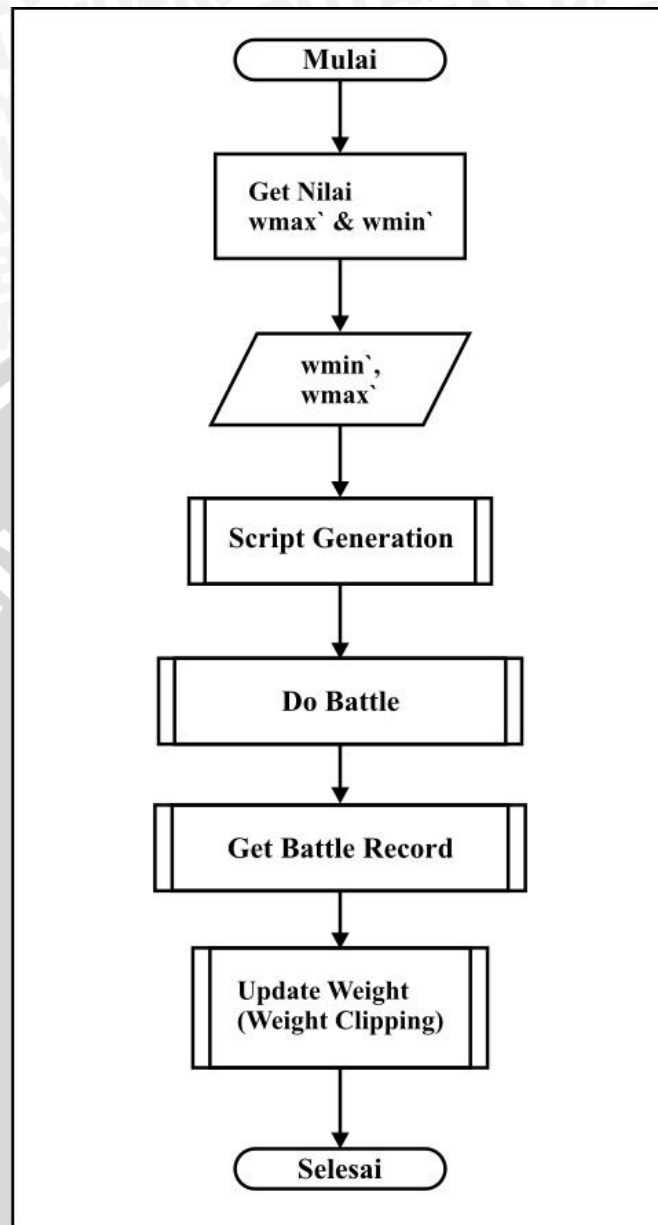 Mulai
Get Nilai
wmax` & wmin`
wmin`,
wmax`
Script Generation
Do Battle
Get Battle Record
Update Weight
(Weight Clipping)
Selesai